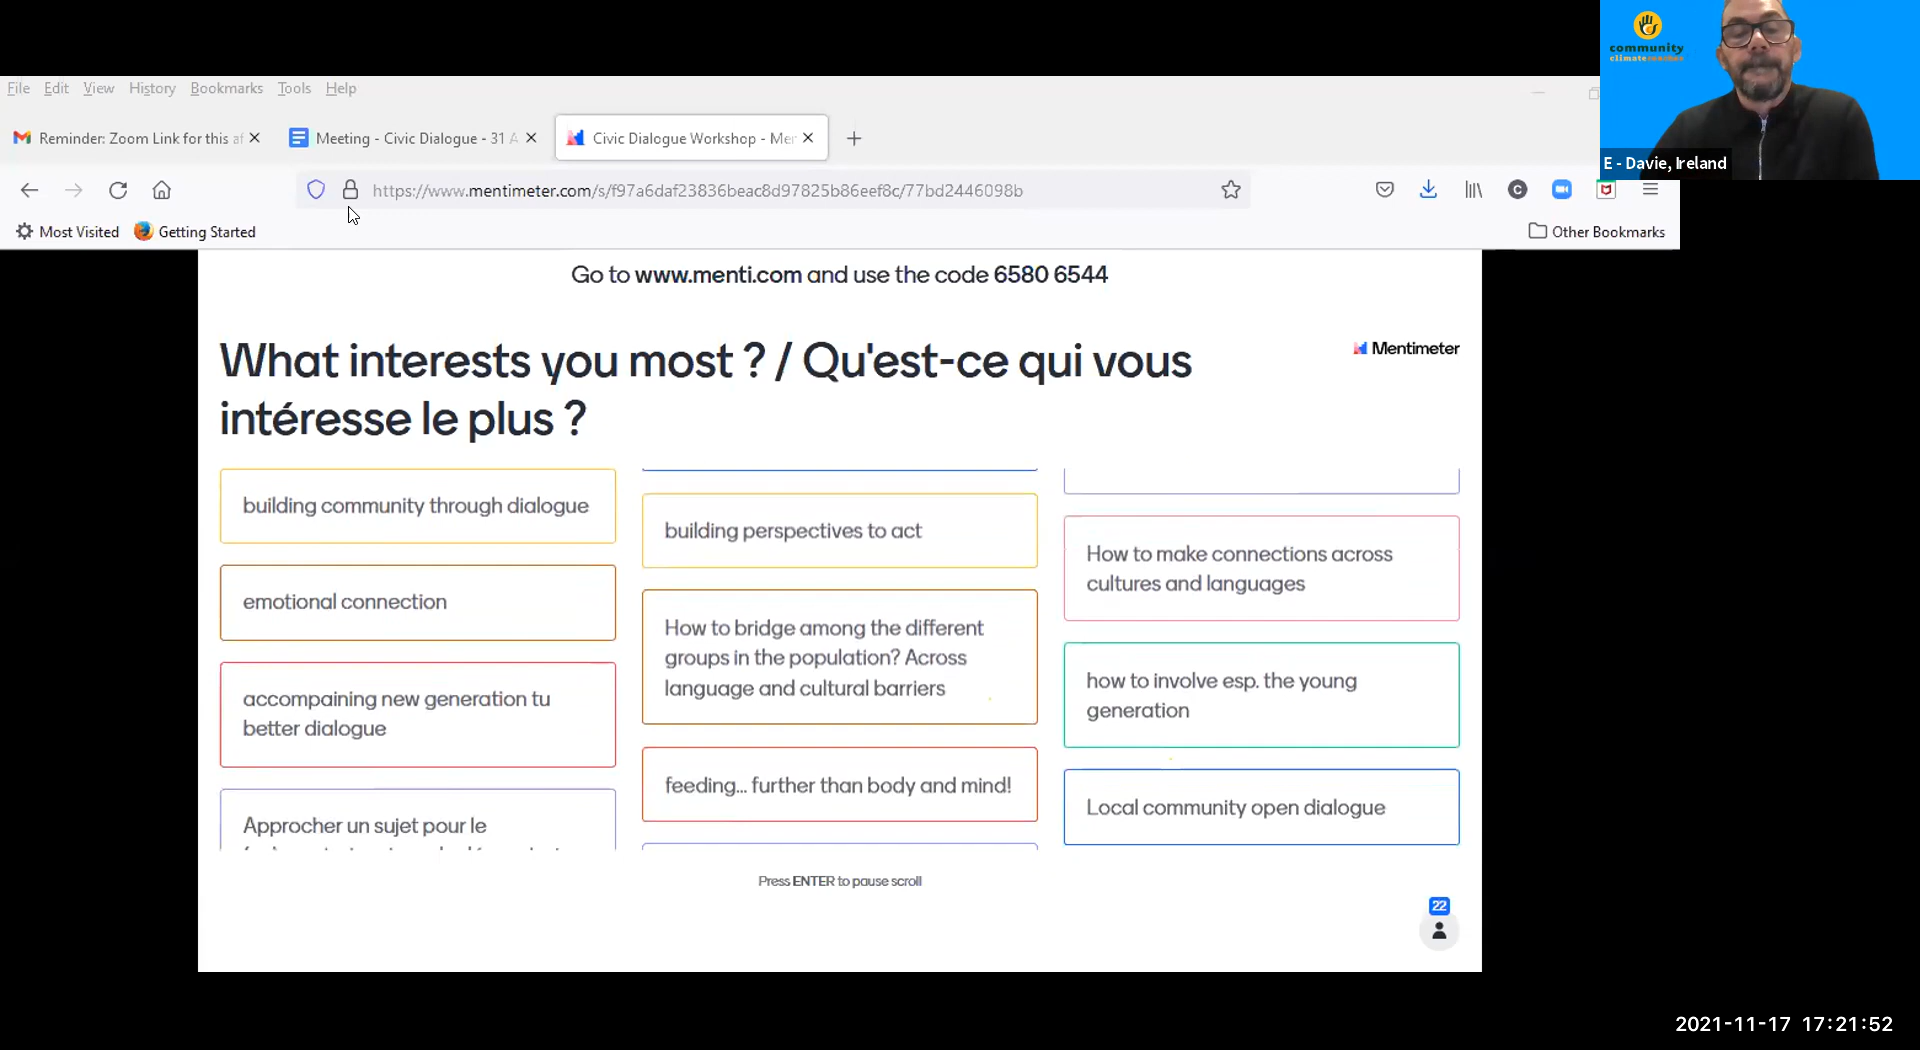 community
climatecoaches
E - Davie, Ireland
File Edit View History Bookmarks Tools Help
Reminder: Zoom Link for this af
Meeting - Civic Dialogue - 31 A
Civic Dialogue Workshop - Men
https://www.mentimeter.com/s/f97a6daf23836beac8d97825b86eef8c/77bd2446098b
Most Visited Getting Started Other Bookmarks
Go to www.menti.com and use the code 6580 6544
What interests you most ? / Qu'est-ce qui vous
intéresse le plus ?
Mentimeter
building community through dialogue
emotional connection
accompaining new generation tu
better dialogue
Approcher un sujet pour le
building perspectives to act
How to bridge among the different
groups in the population? Across
language and cultural barriers
feeding... further than body and mind!
How to make connections across
cultures and languages
how to involve esp. the young
generation
Local community open dialogue
Press ENTER to pause scroll
22
2021-11-17 17:21:52